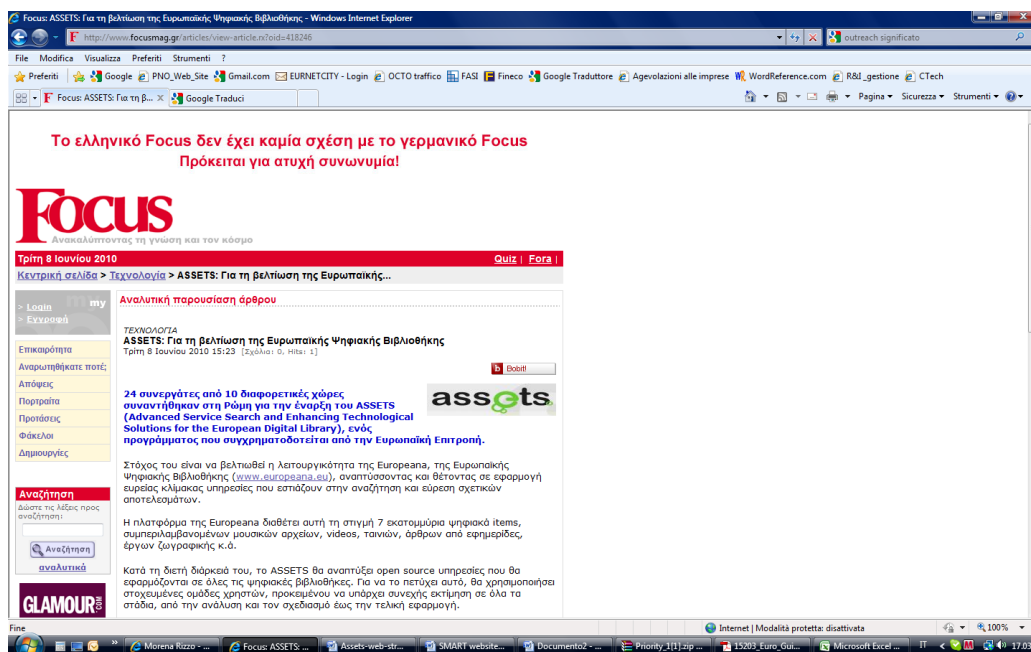 Focus: ASSETS: Για τη βελτίωση της Ευρωπαϊκής Ψηφιακής Βιβλιοθήκης - Windows Internet Explorer
http://www.focusmag.gr/articles/view-article.rx?oid=418246
outreach significato
File Modifica Visualizza Preferiti Strumenti ?
Preferiti Google PNO_Web_Site Gmail.com EURNETCITY - Login OCTO traffico FASI Fineco Google Traduttore Agevolazioni alle imprese WordReference.com R&I_gestione CTech
Focus: ASSETS: Για τη β... Google Traduci Pagina Sicurezza Strumenti
Το ελληνικό Focus δεν έχει καμία σχέση με το γερμανικό Focus
Πρόκειται για ατυχή συνωνυμία!
FOCUS
Ανακαλύπτοντας τη γνώση και τον κόσμο
Τρίτη 8 Ιουνίου 2010 Quiz | Fora |
Κεντρική σελίδα > Τεχνολογία > ASSETS: Για τη βελτίωση της Ευρωπαϊκής...
my
> Login
> Εγγραφή
Επικαιρότητα
Αναρωτηθήκατε ποτέ;
Απόψεις
Πορτραίτα
Προτάσεις
Φάκελοι
Δημιουργίες
Αναζήτηση
Δώστε τις λέξεις προς
αναζήτηση:
Αναζήτηση
αναλυτικά
GLAMOUR
Αναλυτική παρουσίαση άρθρου
ΤΕΧΝΟΛΟΓΙΑ
ASSETS: Για τη βελτίωση της Ευρωπαϊκής Ψηφιακής Βιβλιοθήκης
Τρίτη 8 Ιουνίου 2010 15:23 [Σχόλια: 0, Hits: 1]
b Bobit!
assets
24 συνεργάτες από 10 διαφορετικές χώρες
συναντήθηκαν στη Ρώμη για την έναρξη του ASSETS
(Advanced Service Search and Enhancing Technological
Solutions for the European Digital Library), ενός
προγράμματος που συγχρηματοδοτείται από την Ευρωπαϊκή Επιτροπή.
Στόχος του είναι να βελτιωθεί η λειτουργικότητα της Europeana, της Ευρωπαϊκής
Ψηφιακής Βιβλιοθήκης (www.europeana.eu), αναπτύσσοντας και θέτοντας σε εφαρμογή
ευρείας κλίμακας υπηρεσίες που εστιάζουν στην αναζήτηση και εύρεση σχετικών
αποτελεσμάτων.
Η πλατφόρμα της Europeana διαθέτει αυτή τη στιγμή 7 εκατομμύρια ψηφιακά items,
συμπεριλαμβανομένων μουσικών αρχείων, videos, ταινιών, άρθρων από εφημερίδες,
έργων ζωγραφικής κ.ά.
Κατά τη διετή διάρκειά του, το ASSETS θα αναπτύξει open source υπηρεσίες που θα
εφαρμόζονται σε όλες τις ψηφιακές βιβλιοθήκες. Για να το πετύχει αυτό, θα χρησιμοποιήσει
στοχευμένες ομάδες χρηστών, προκειμένου να υπάρχει συνεχής εκτίμηση σε όλα τα
στάδια, από την ανάλυση και τον σχεδιασμό έως την τελική εφαρμογή.
Fine Internet | Modalità protetta: disattivata 100%
Morena Rizzo - ... Focus: ASSETS: ... Assets-web-str... SMART website... Documento2 - ... Priority_1[1].zip ... 15203_Euro_Gui... Microsoft Excel ... IT 17.03